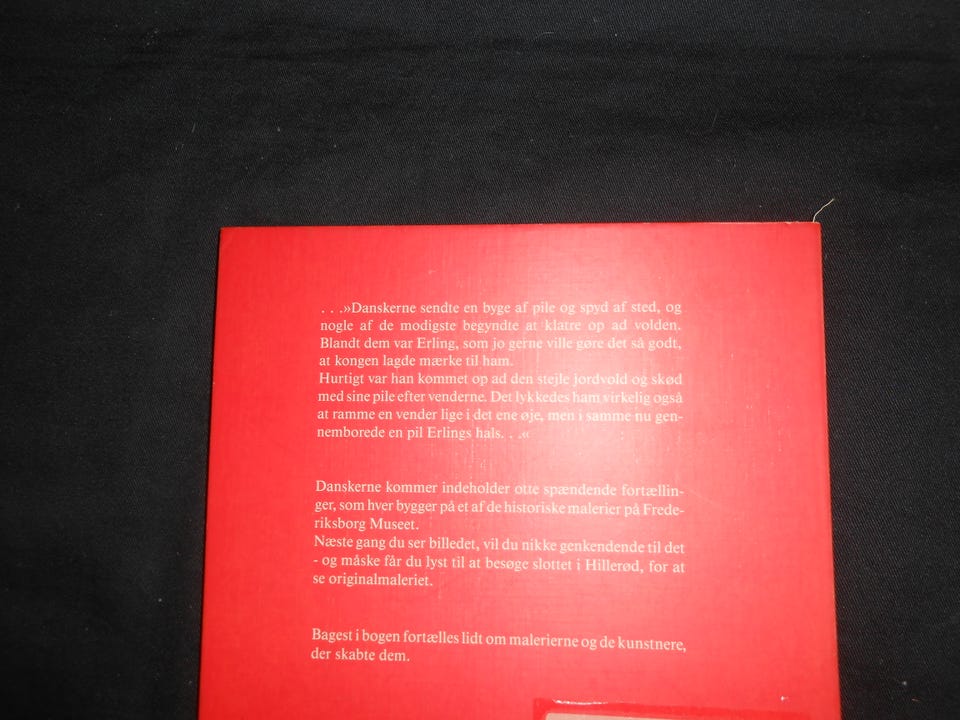 . . .»Danskerne sendte en byge af pile og spyd af sted, og
nogle af de modigste begyndte at klatre op ad volden.
Blandt dem var Erling, som jo gerne ville gøre det så godt,
at kongen lagde mærke til ham.
Hurtigt var han kommet op ad den stejle jordvold og skød
med sine pile efter venderne. Det lykkedes ham virkelig også
at ramme en vender lige i det ene øje, men i samme nu gen-
nemborede en pil Erlings hals. . .«
Danskerne kommer indeholder otte spændende fortællin-
ger, som hver bygger på et af de historiske malerier på Frede-
riksborg Museet.
Næste gang du ser billedet, vil du nikke genkendende til det
- og måske får du lyst til at besøge slottet i Hillerød, for at
se originalmaleriet.
Bagest i bogen fortælles lidt om malerierne og de kunstnere,
der skabte dem.